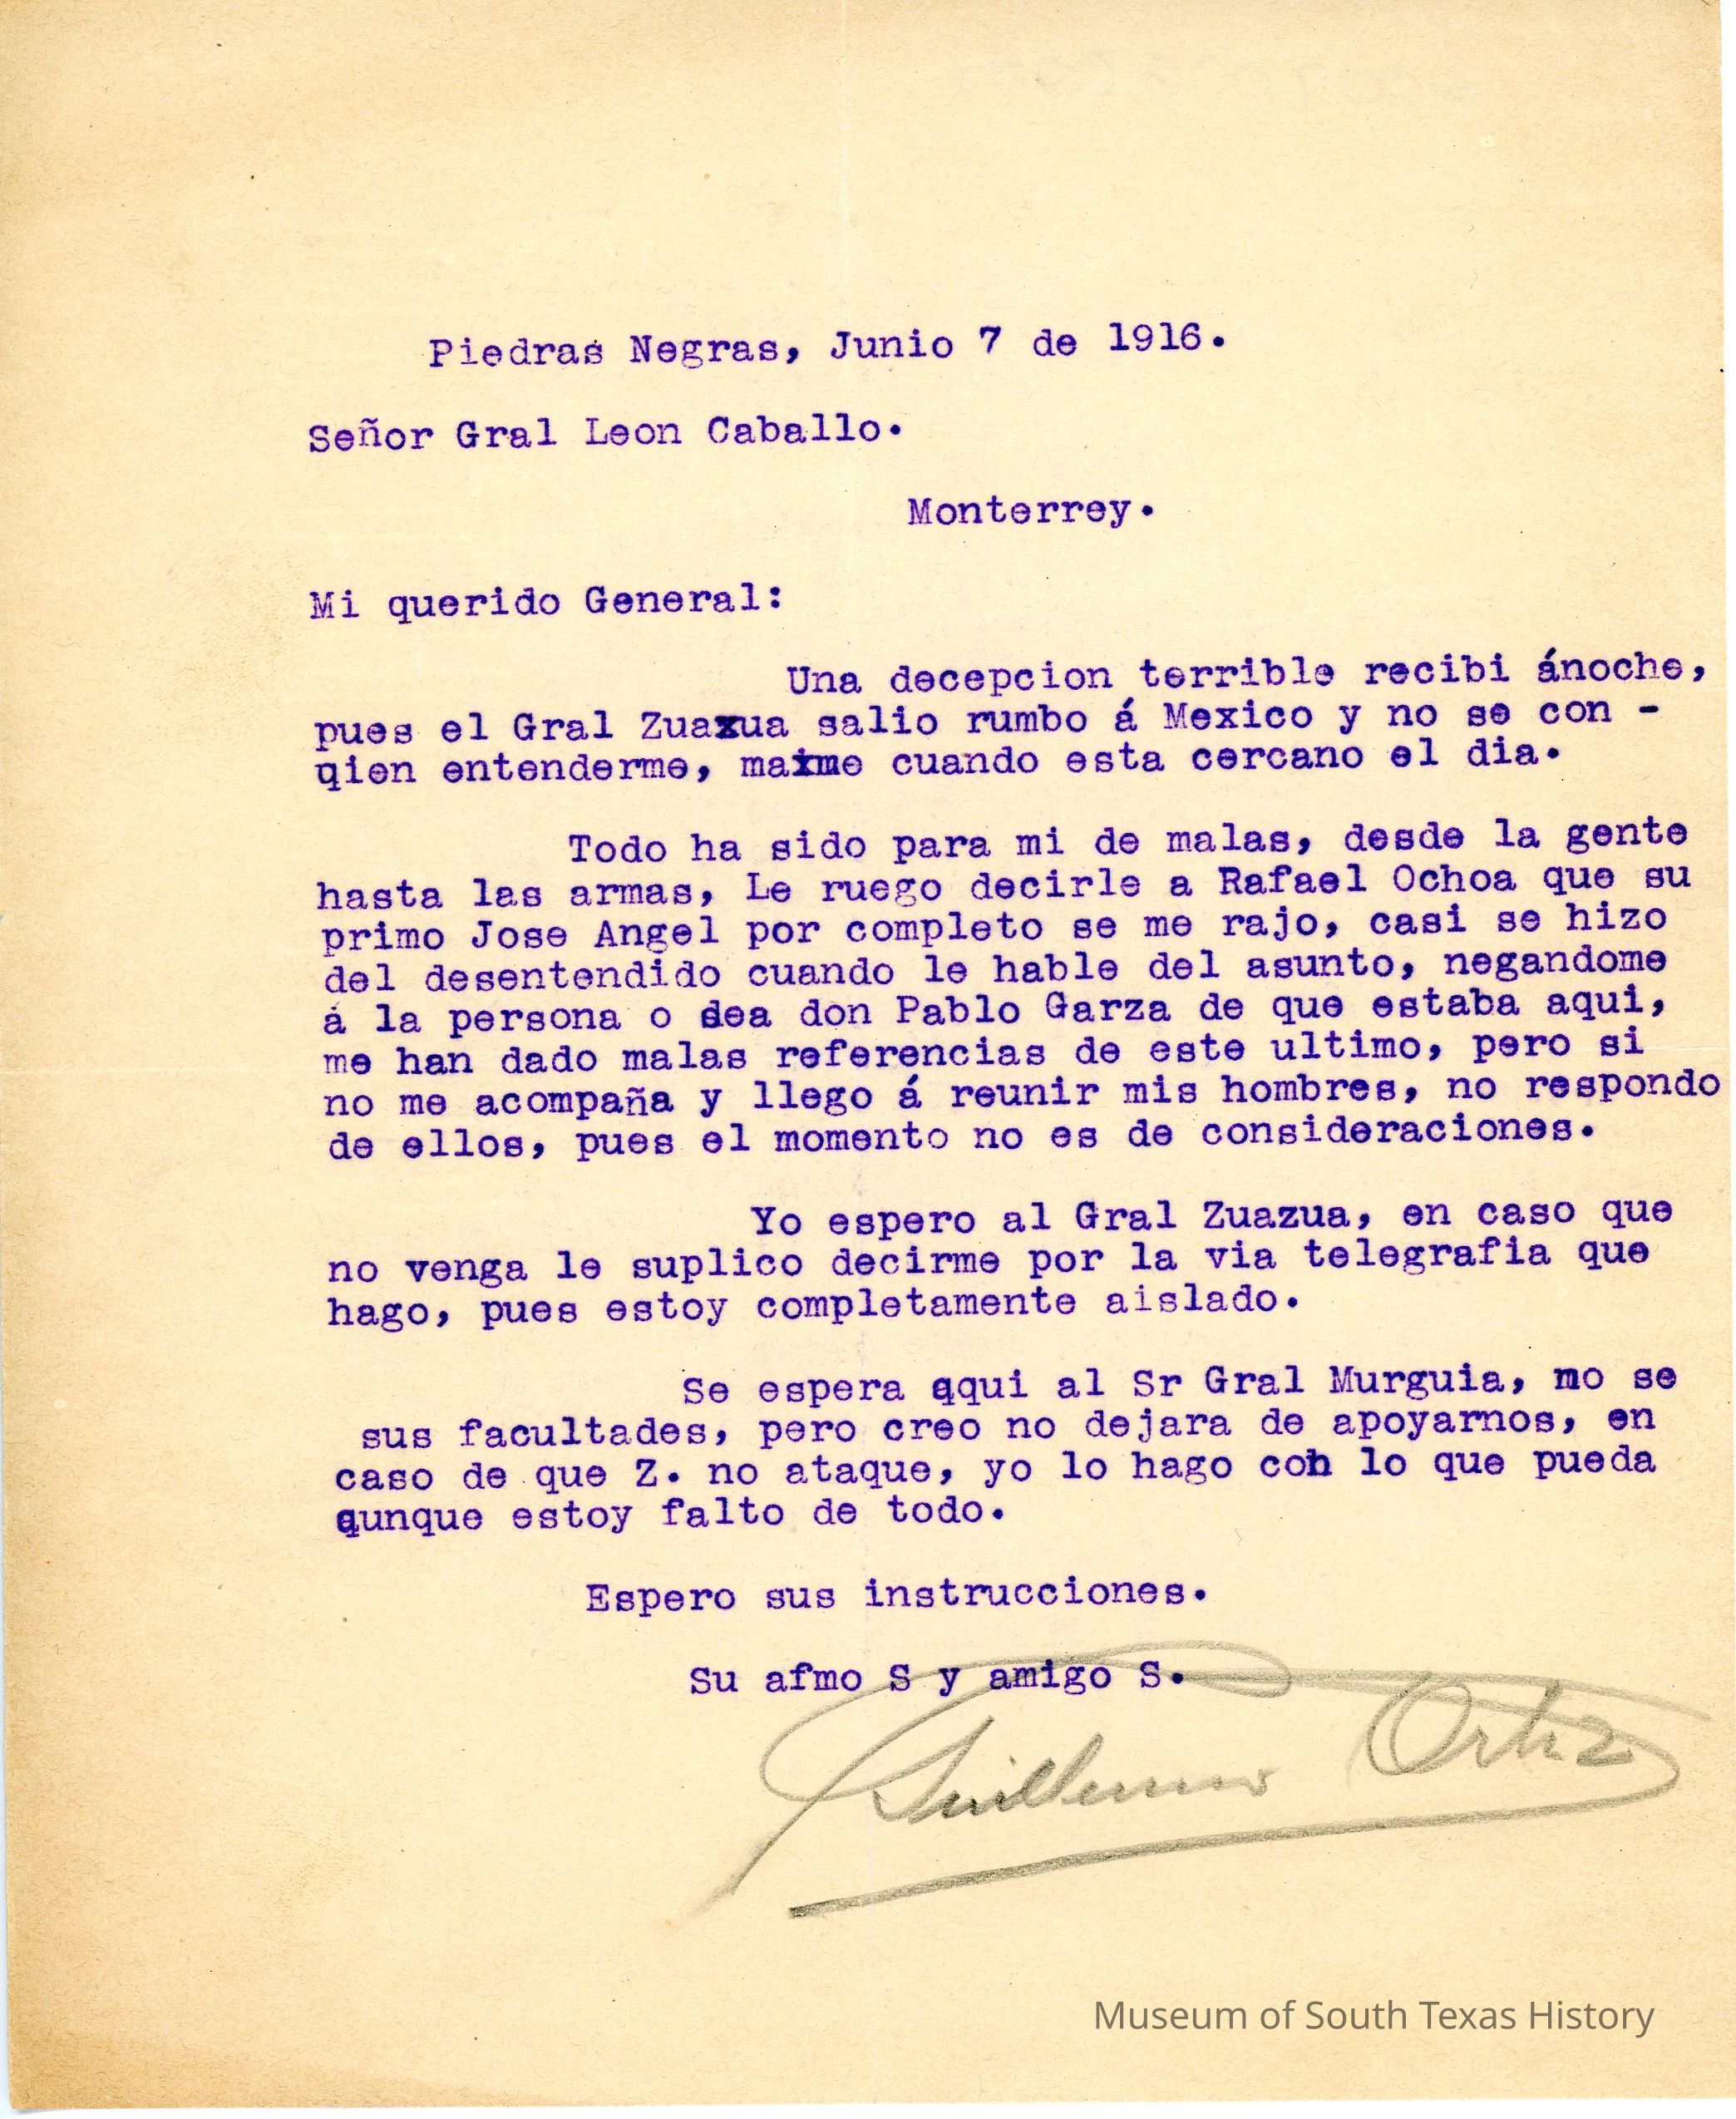 Piedras Negras, Junio 7 de 1916.
Señor Gral Leon Caballo.
Monterrey.
Mi querido General:
Una decepcion terrible recibi ánoche,
pues el Gral Zuazua salio rumbo á Mexico y no se con -
qien entenderme, maxme cuando esta cercano el dia.
Todo ha sido para mi de malas, desde la gente
hasta las armas, Le ruego decirle a Rafael Ochoa que su
primo Jose Angel por completo se me rajo, casi se hizo
del desentendido cuando le hable del asunto, negandome
á la persona o sea don Pablo Garza de que estaba aqui,
me han dado malas referencias de este ultimo, pero si
no me acompaña y llego á reunir mis hombres, no respondo
de ellos, pues el momento no es de consideraciones.
Yo espero al Gral Zuazua, en caso que
no venga le suplico decirme por la via telegrafia que
hago, pues estoy completamente aislado.
Se espera aqui al Sr Gral Murguia, no se
sus facultades, pero creo no dejara de apoyarnos, en
caso de que Z. no ataque, yo lo hago con lo que pueda
aunque estoy falto de todo.
Espero sus instrucciones.
Su afmo S y amigo S.
Guillermo Ortiz
Museum of South Texas History